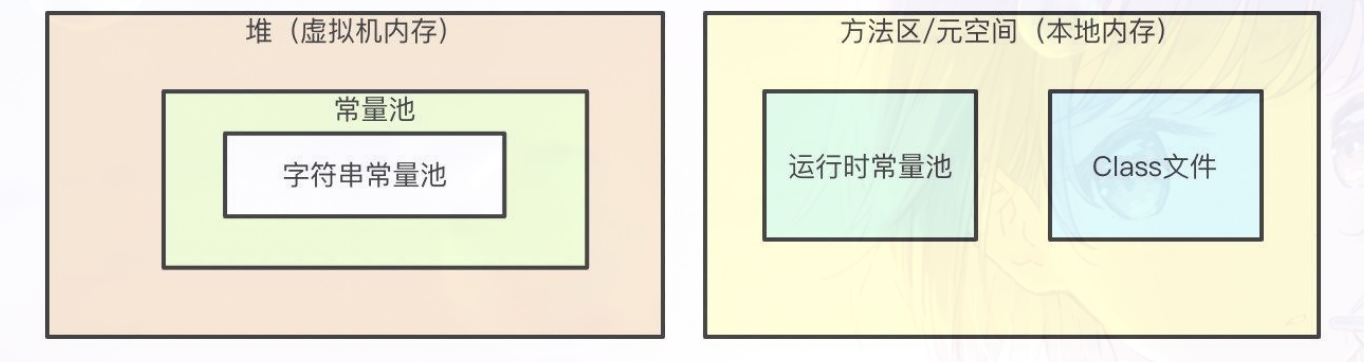 堆（虚拟机内存）
常量池
字符串常量池
方法区/元空间（本地内存）
运行时常量池
Class文件